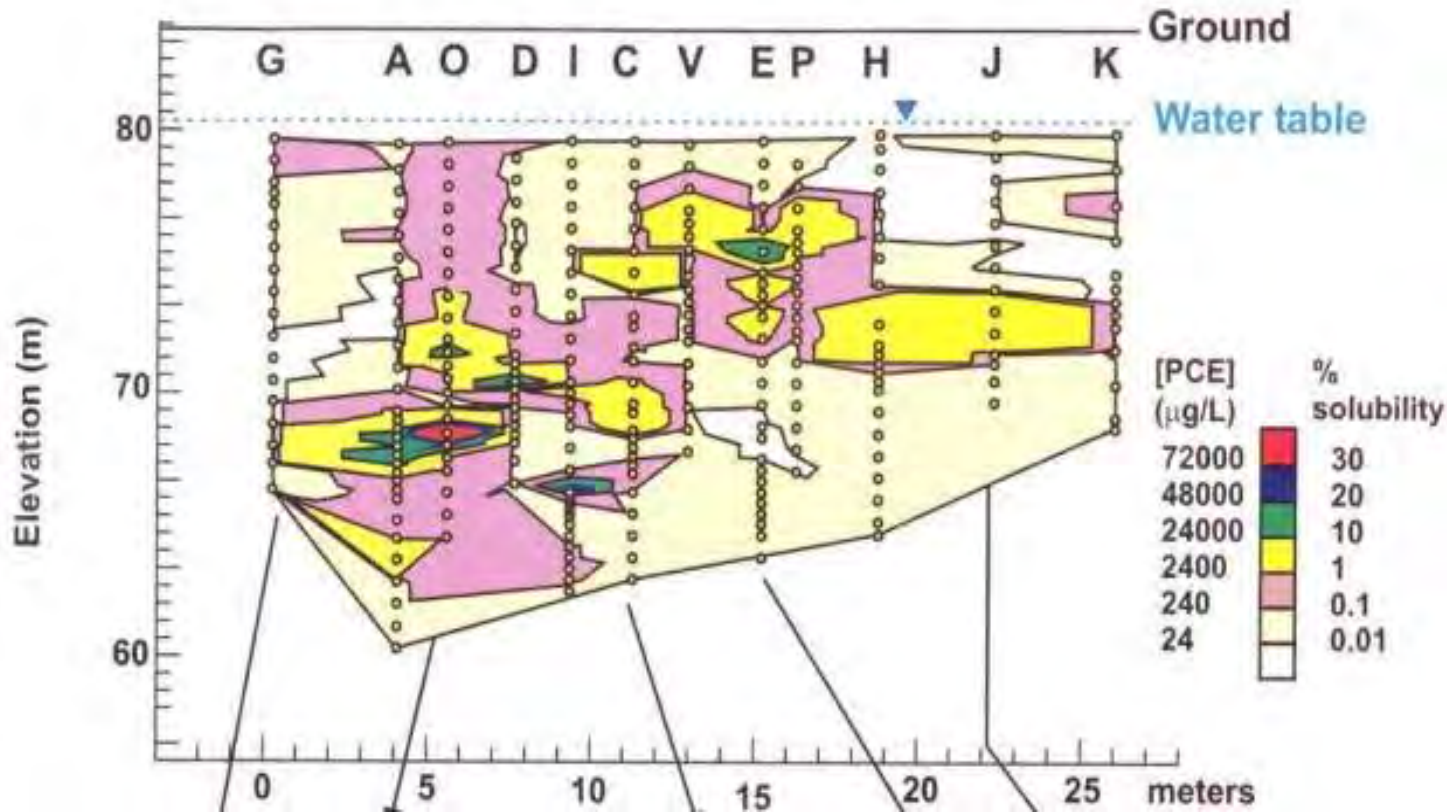 Ground
G A O D I C V E P H J K
Water table
80
70
60
Elevation (m)
[PCE] %
(µg/L) solubility
72000 30
48000 20
24000 10
2400 1
240 0.1
24 0.01
0 5 10 15 20 25 meters